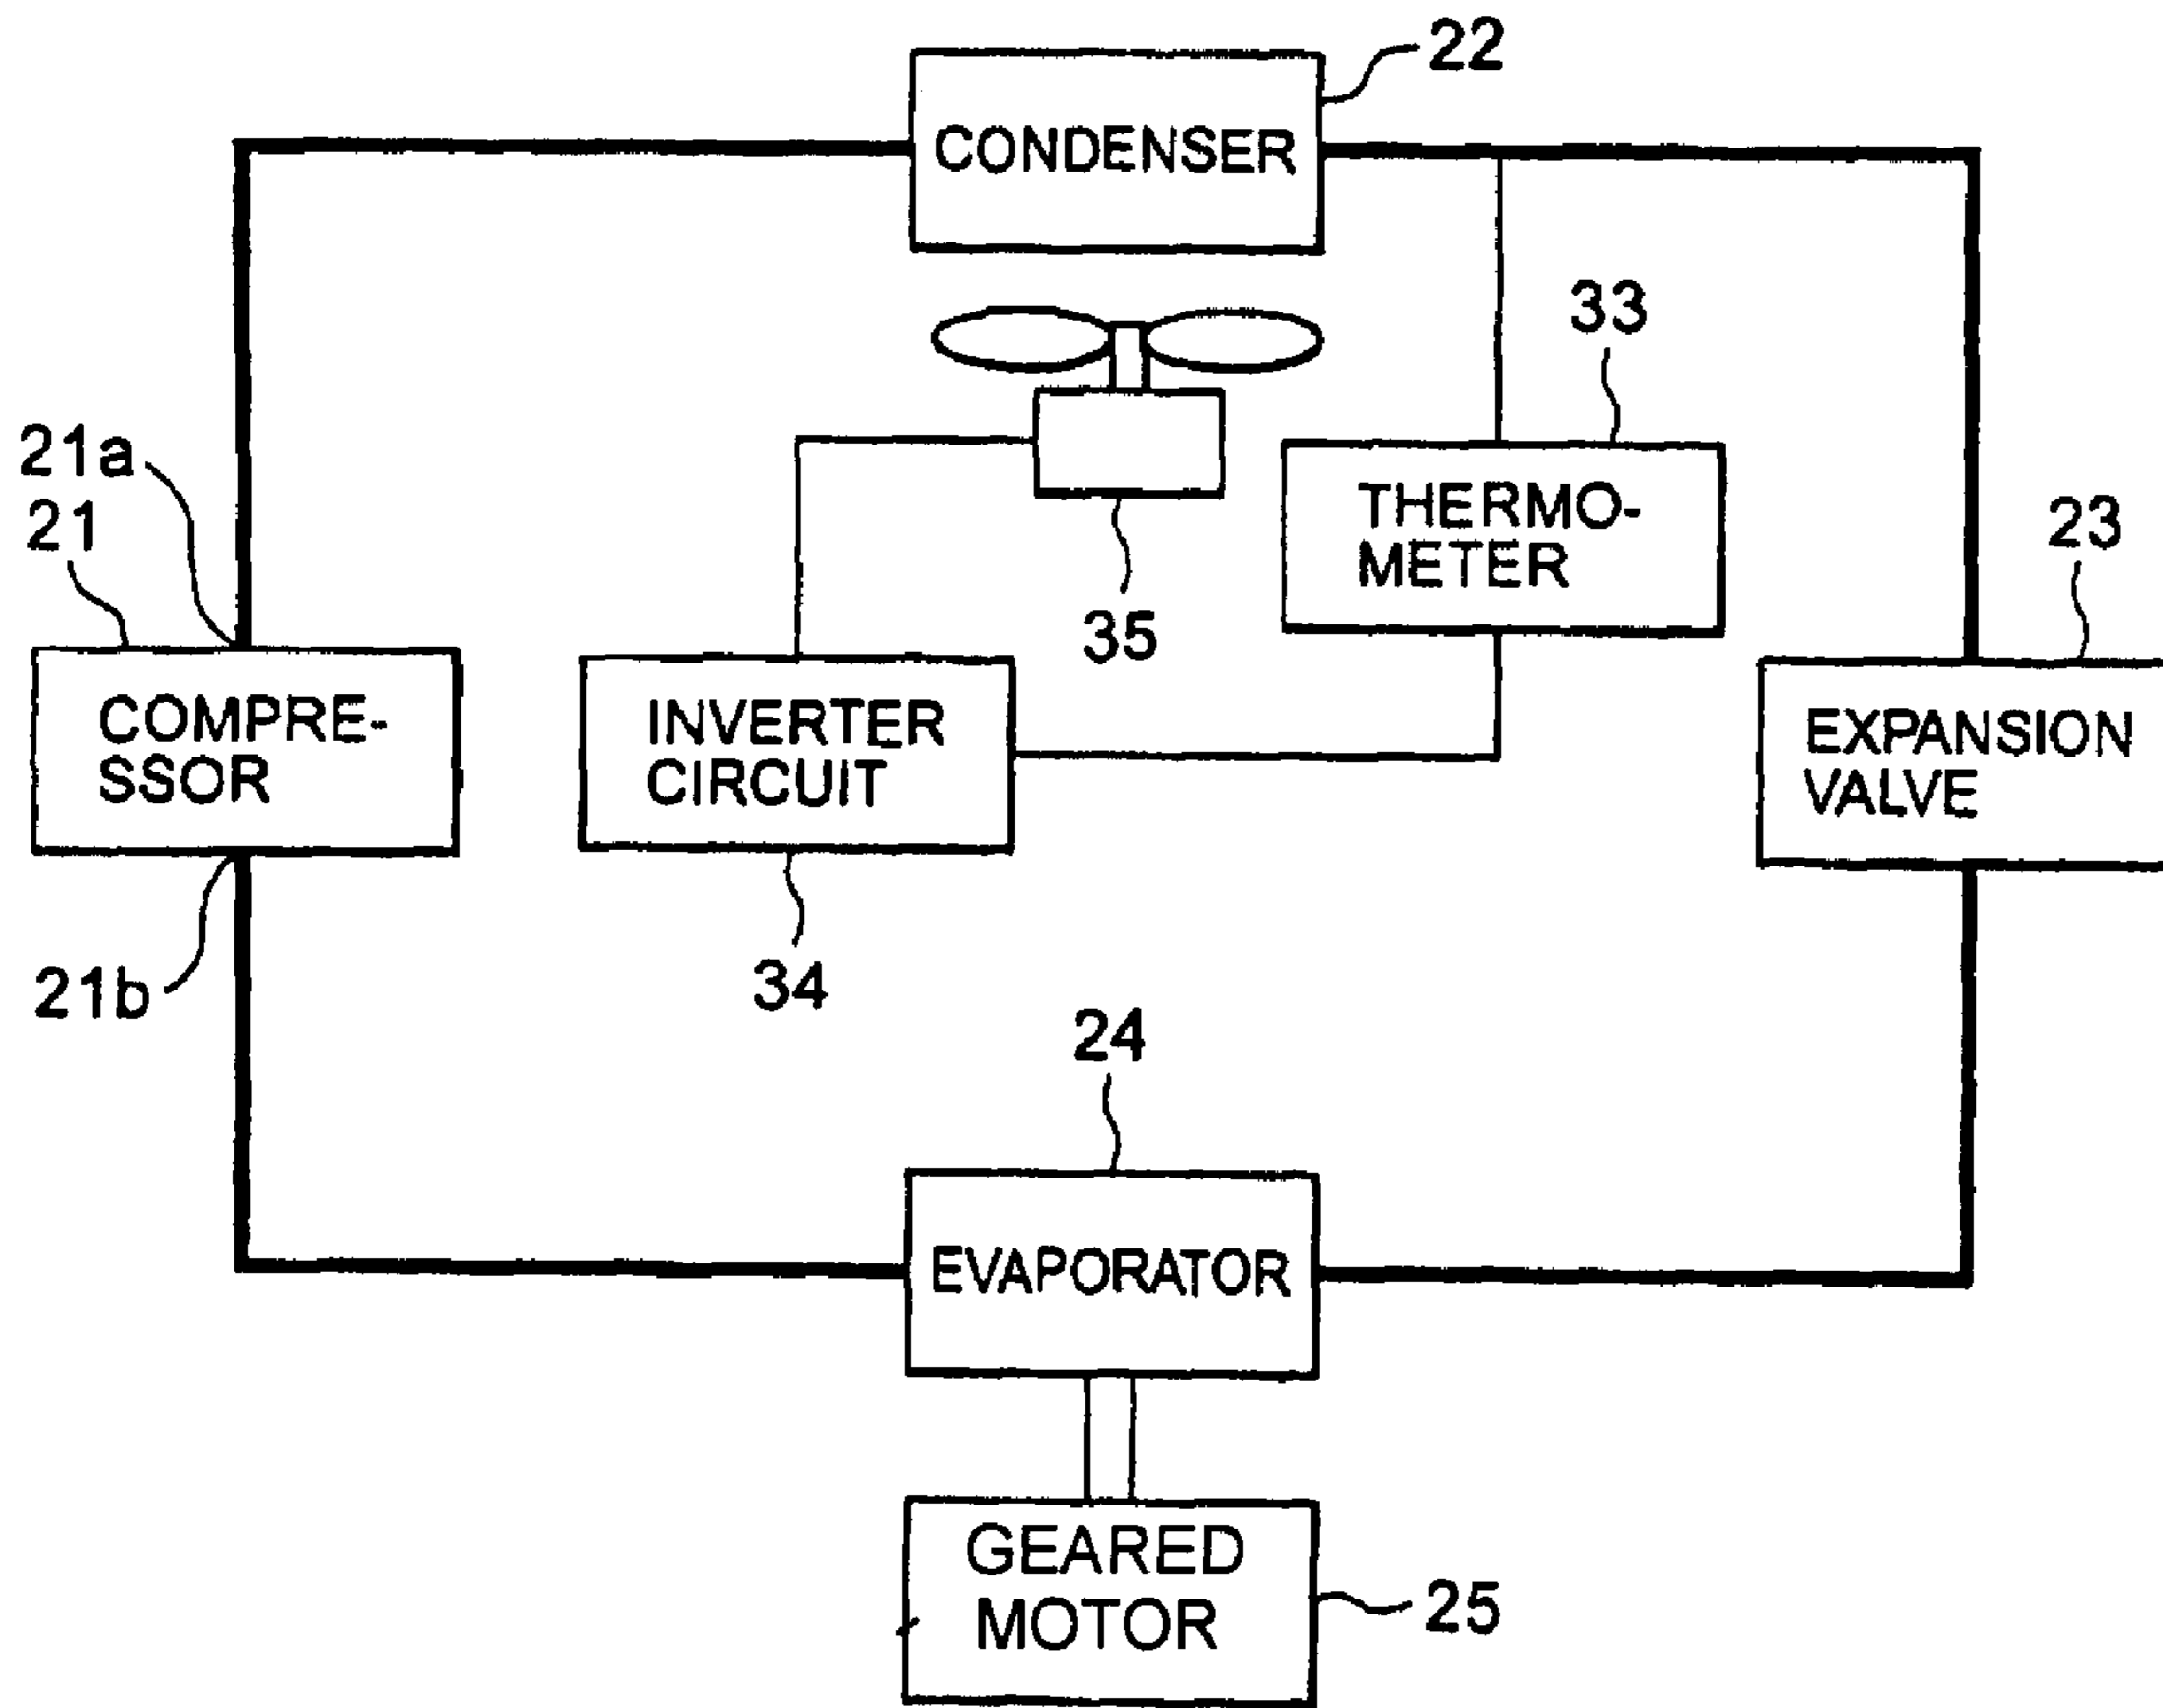 22
CONDENSER
33
21a
21
THERMO-
METER
23
35
COMPRE-
SSOR
INVERTER
CIRCUIT
EXPANSION
VALVE
21b
34
24
EVAPORATOR
GEARED
MOTOR
25